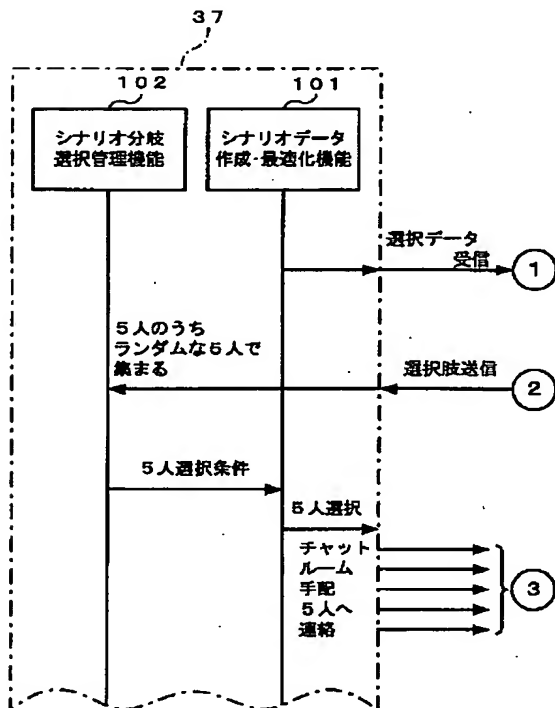 37
102
101
シナリオ分岐
選択管理機能
シナリオデータ
作成・最適化機能
選択データ
受信
1
5人のうち
ランダムな5人で
集まる
選択肢送信
2
5人選択条件
5人選択
チャット
ルーム
手配
5人へ
連絡
3